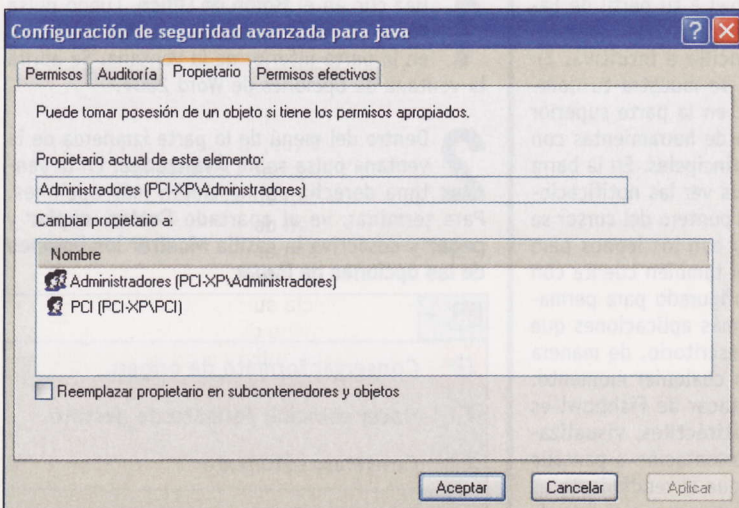 Configuración de seguridad avanzada para java
Permisos Auditoría Propietario Permisos efectivos
Puede tomar posesión de un objeto si tiene los permisos apropiados.
Propietario actual de este elemento:
Administradores (PCI-XP\Administradores)
Cambiar propietario a:
Nombre
Administradores (PCI-XP\Administradores)
PCI (PCI-XP\PCI)
Reemplazar propietario en subcontenedores y objetos
Aceptar Cancelar Aplicar